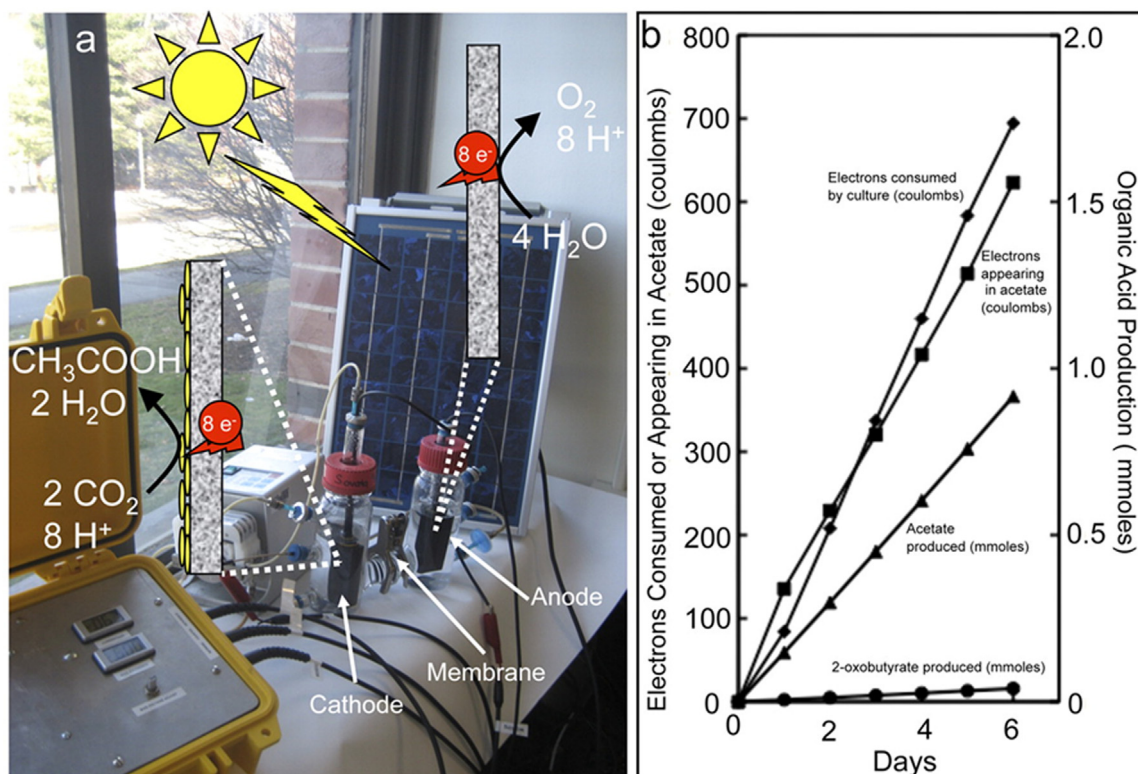 a
O₂
8 H⁺
8 e⁻
4 H₂O
CH₃COOH
2 H₂O
8 e⁻
2 CO₂
8 H⁺
Anode
Membrane
Cathode
b
Electrons Consumed or Appearing in Acetate (coulombs)
800
700
600
500
400
300
200
100
0
Electrons consumed
by culture (coulombs)
Electrons
appearing
in acetate
(coulombs)
Acetate
produced (mmoles)
2-oxobutyrate produced (mmoles)
2.0
1.5
1.0
0.5
0
Organic Acid Production ( mmoles)
0
2
4
6
Days